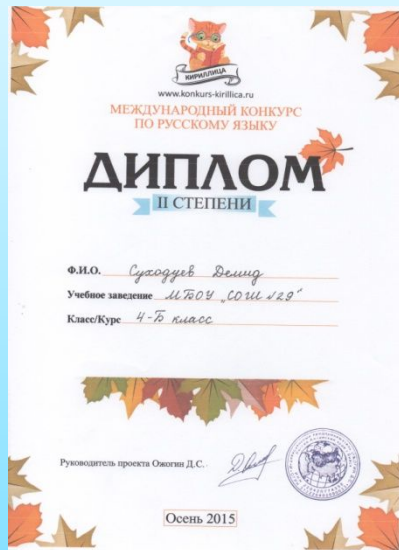 КИРИЛЛИЦА
www.konkurs-kirillica.ru
МЕЖДУНАРОДНЫЙ КОНКУРС
ПО РУССКОМУ ЯЗЫКУ
ДИПЛОМ
II СТЕПЕНИ
Ф.И.О. Суходуев Демид
Учебное заведение МБОУ „СОШ №29"
Класс/Курс 4-Б класс
Руководитель проекта Ожогин Д.С.
Осень 2015